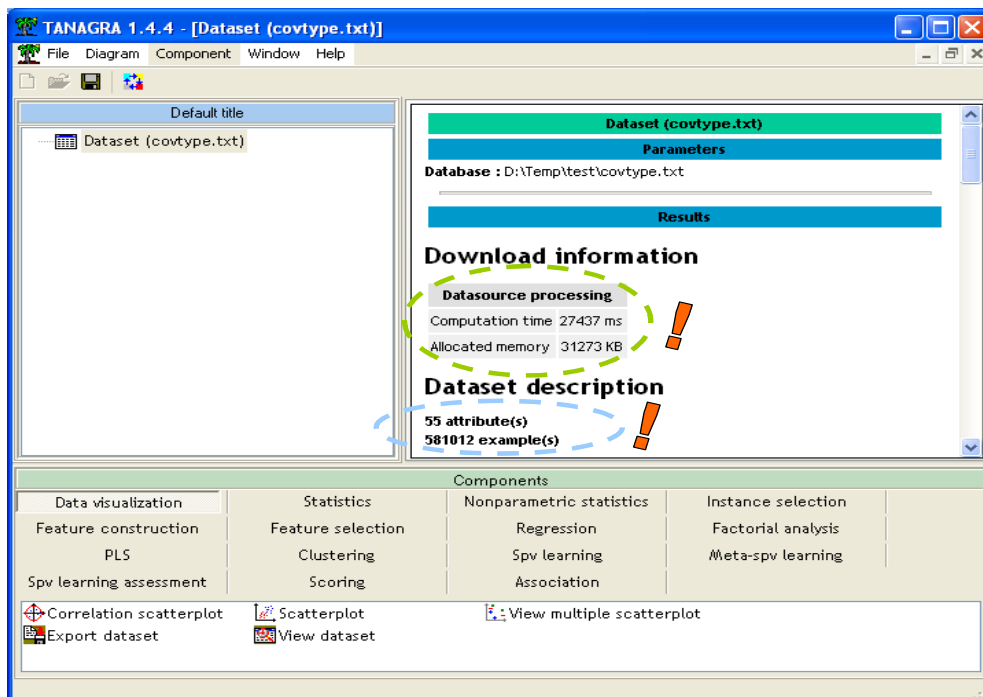 TANAGRA 1.4.4 - [Dataset (covtype.txt)]
File Diagram Component Window Help
Default title
Dataset (covtype.txt)
Dataset (covtype.txt)
Parameters
Database : D:\Temp\test\covtype.txt
Results
Download information
Datasource processing
Computation time 27437 ms
Allocated memory 31273 KB
Dataset description
55 attribute(s)
581012 example(s)
Components
Data visualization Statistics Nonparametric statistics Instance selection
Feature construction Feature selection Regression Factorial analysis
PLS Clustering Spv learning Meta-spv learning
Spv learning assessment Scoring Association
Correlation scatterplot Scatterplot View multiple scatterplot
Export dataset View dataset